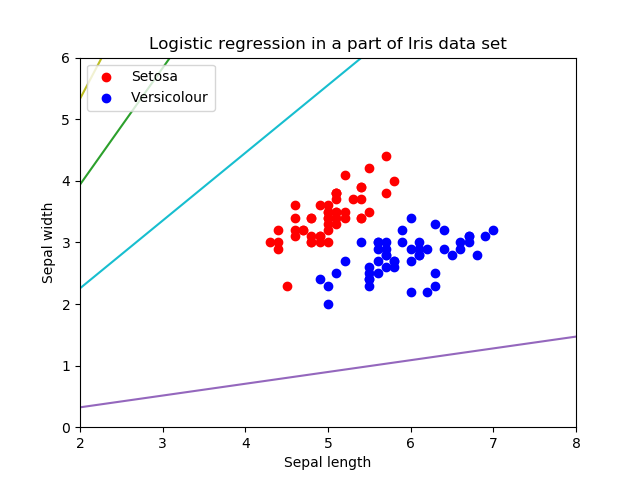 Logistic regression in a part of Iris data set
Setosa
Versicolour
6
5
4
3
2
1
0
Sepal width
2 3 4 5 6 7 8
Sepal length